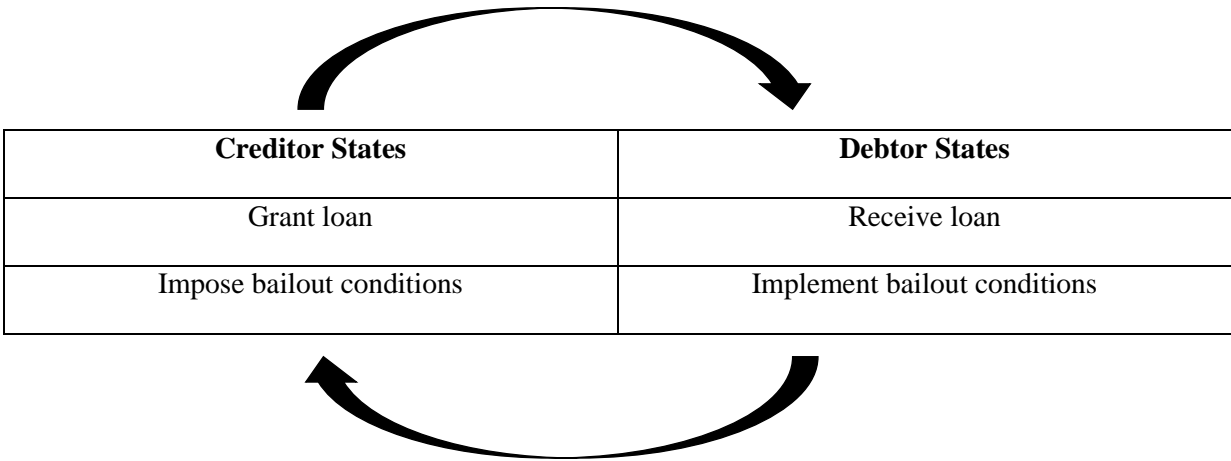 Creditor States
Debtor States
Grant loan
Receive loan
Impose bailout conditions
Implement bailout conditions